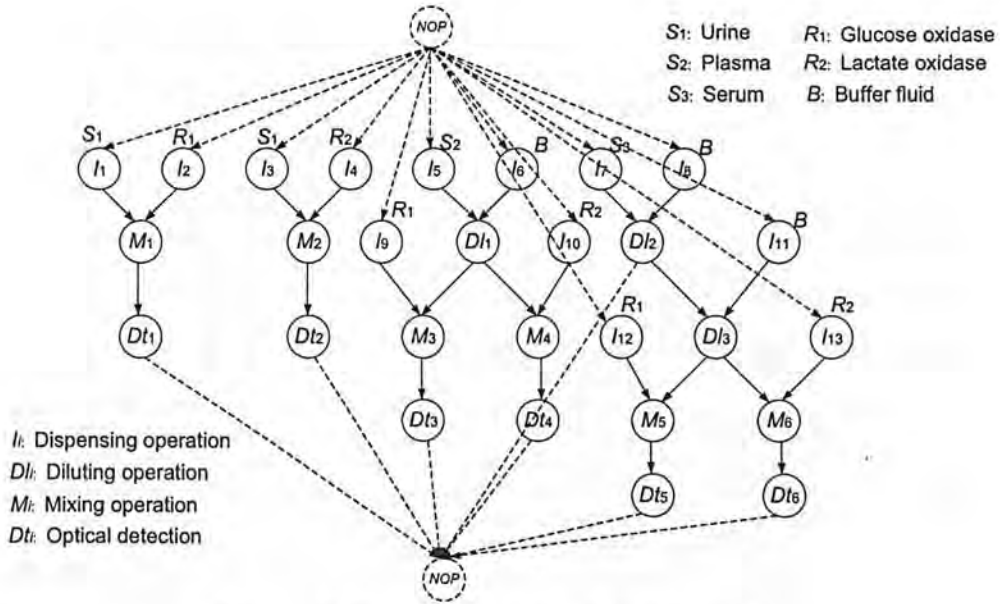 NOP
S1: Urine R1: Glucose oxidase
S2: Plasma R2: Lactate oxidase
S3: Serum B: Buffer fluid
S1 R1 S1 R2 S2 B S3 B
I1 I2 I3 I4 I5 I6 I7 I8
R1 R2 B
M1 M2 I9 DI1 I10 DI2 I11
R1 R2
Dt1 Dt2 M3 M4 I12 DI3 I13
Dt3 Dt4 M5 M6
Ii: Dispensing operation
DIi: Diluting operation
Mi: Mixing operation
Dti: Optical detection
Dt5 Dt6
NOP